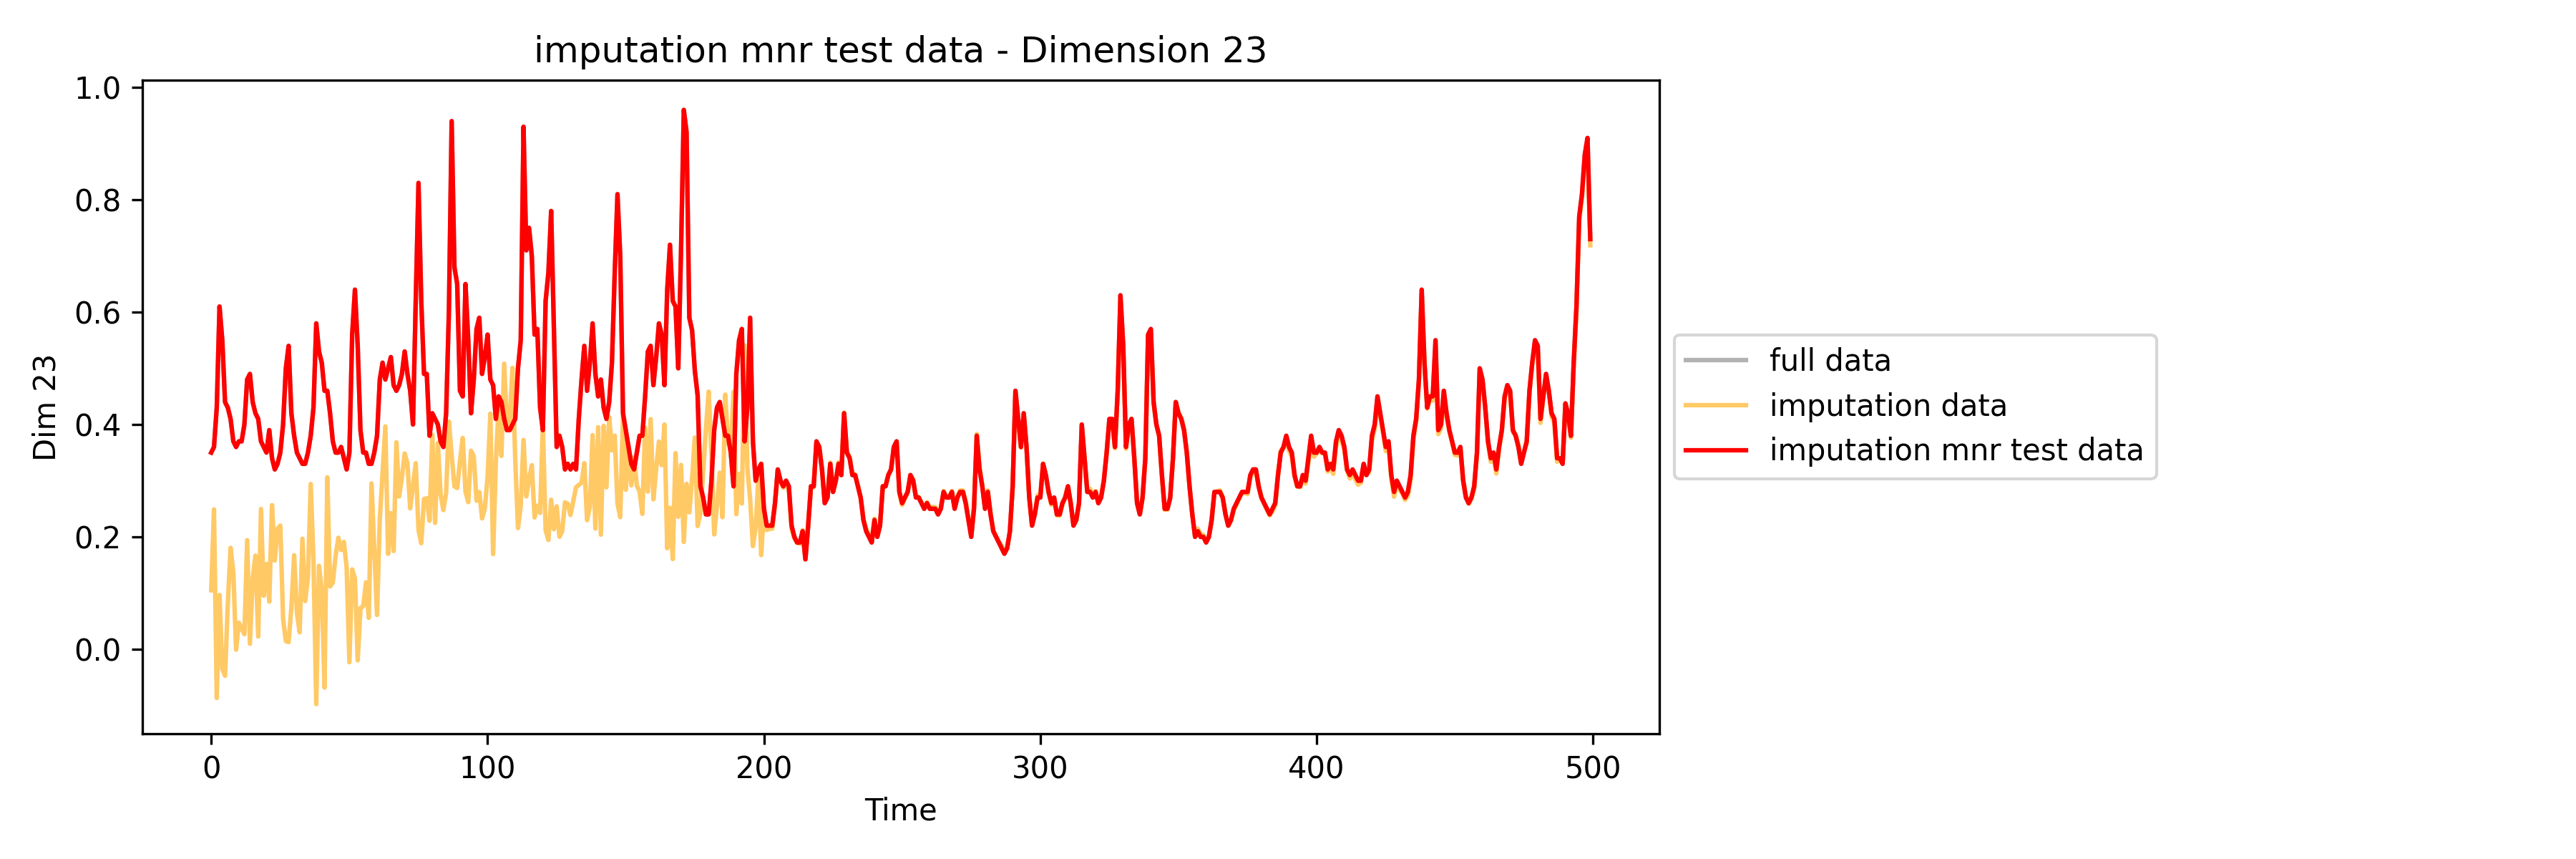 imputation mnr test data - Dimension 23
1.0
0.8
0.6
0.4
0.2
0.0
Dim 23
0 100 200 300 400 500
Time
full data
imputation data
imputation mnr test data